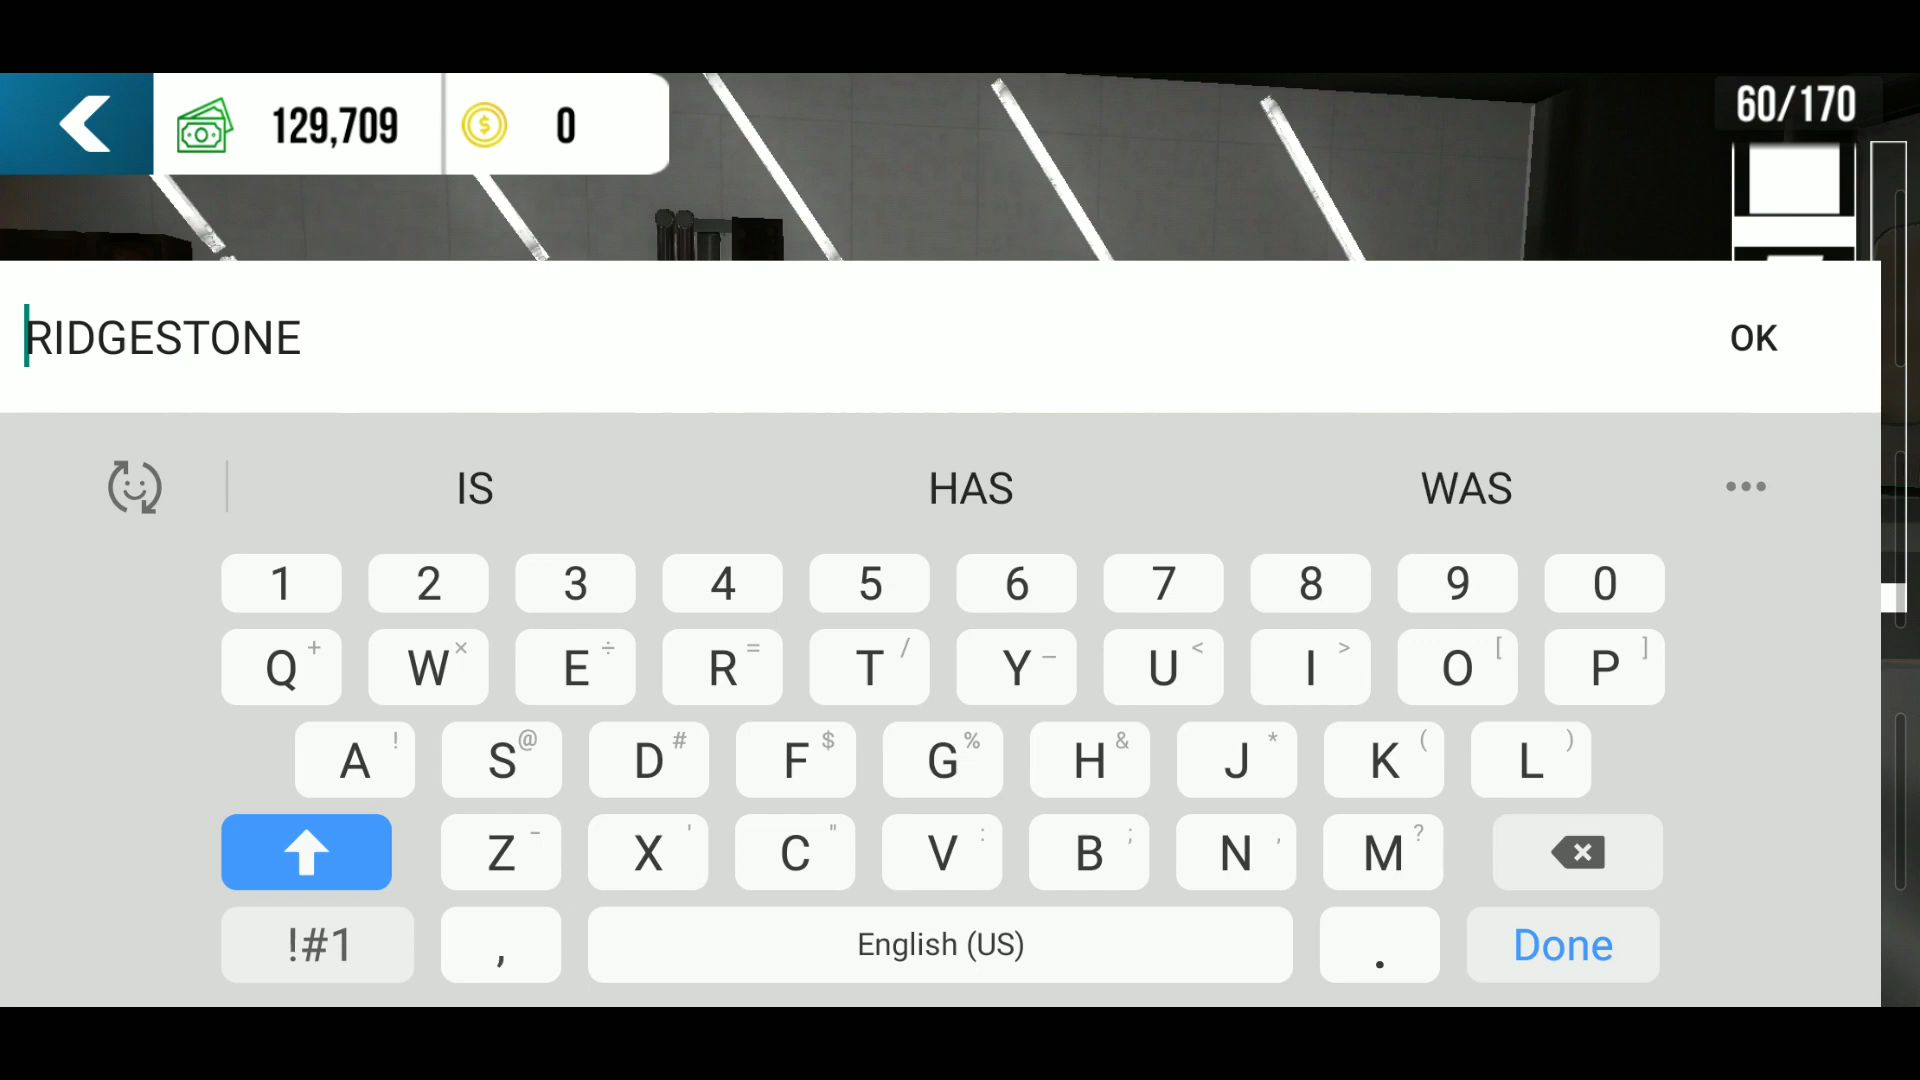 129,709 0
60/170
RIDGESTONE OK
IS HAS WAS
1 2 3 4 5 6 7 8 9 0
Q + W × E ÷ R = T / Y _ U < I > O [ P ]
A ! S @ D # F $ G % H & J * K ( L )
Z - X ' C " V : B ; N , M ?
!#1 , English (US) . Done